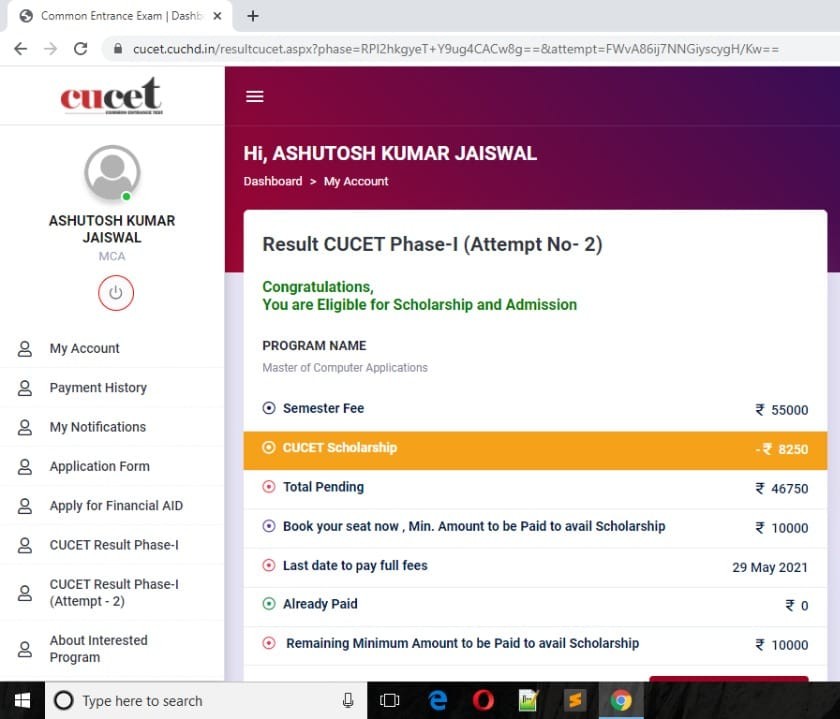 Common Entrance Exam | Dashb
cucet.cuchd.in/resultcucet.aspx?phase=RPI2hkgyeT+Y9ug4CACw8g==&attempt=FWvA86ij7NNGiyscygH/Kw==
cucet
COMMON ENTRANCE TEST
ASHUTOSH KUMAR
JAISWAL
MCA
My Account
Payment History
My Notifications
Application Form
Apply for Financial AID
CUCET Result Phase-I
CUCET Result Phase-I
(Attempt - 2)
About Interested
Program
Hi, ASHUTOSH KUMAR JAISWAL
Dashboard > My Account
Result CUCET Phase-I (Attempt No- 2)
Congratulations,
You are Eligible for Scholarship and Admission
PROGRAM NAME
Master of Computer Applications
Semester Fee ₹ 55000
CUCET Scholarship -₹ 8250
Total Pending ₹ 46750
Book your seat now , Min. Amount to be Paid to avail Scholarship ₹ 10000
Last date to pay full fees 29 May 2021
Already Paid ₹ 0
Remaining Minimum Amount to be Paid to avail Scholarship ₹ 10000
Type here to search